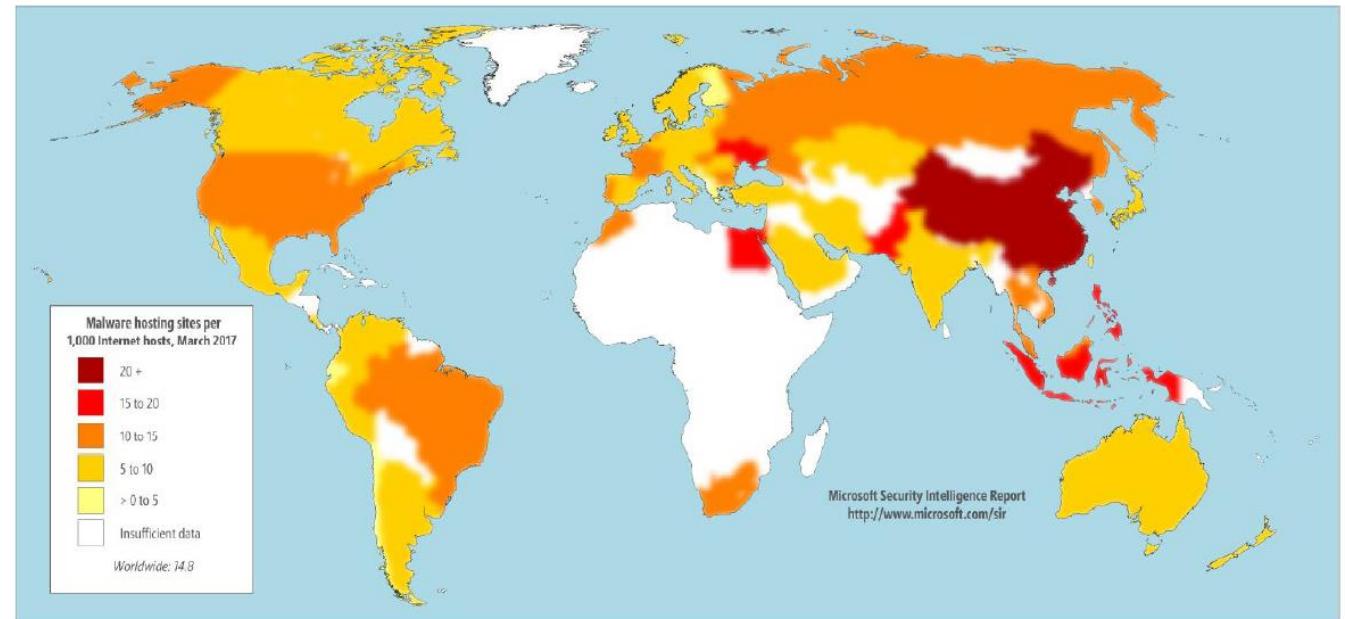 Malware hosting sites per
1,000 Internet hosts, March 2017
20 +
15 to 20
10 to 15
5 to 10
> 0 to 5
Insufficient data
Worldwide: 14.8
Microsoft Security Intelligence Report
http://www.microsoft.com/sir